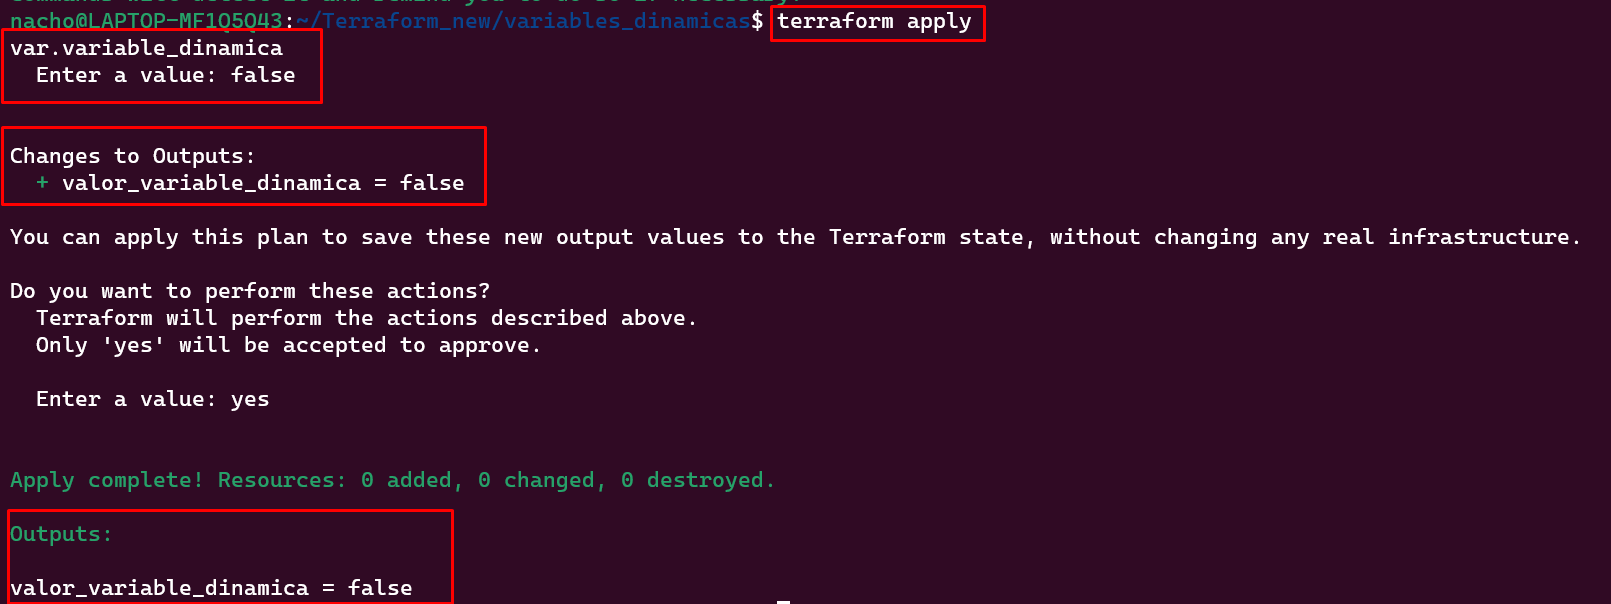 nacho@LAPTOP-MF1Q5Q43:~/Terraform_new/variables_dinamicas$ terraform apply
var.variable_dinamica
  Enter a value: false
Changes to Outputs:
  + valor_variable_dinamica = false
You can apply this plan to save these new output values to the Terraform state, without changing any real infrastructure.
Do you want to perform these actions?
  Terraform will perform the actions described above.
  Only 'yes' will be accepted to approve.
  Enter a value: yes
Apply complete! Resources: 0 added, 0 changed, 0 destroyed.
Outputs:
valor_variable_dinamica = false